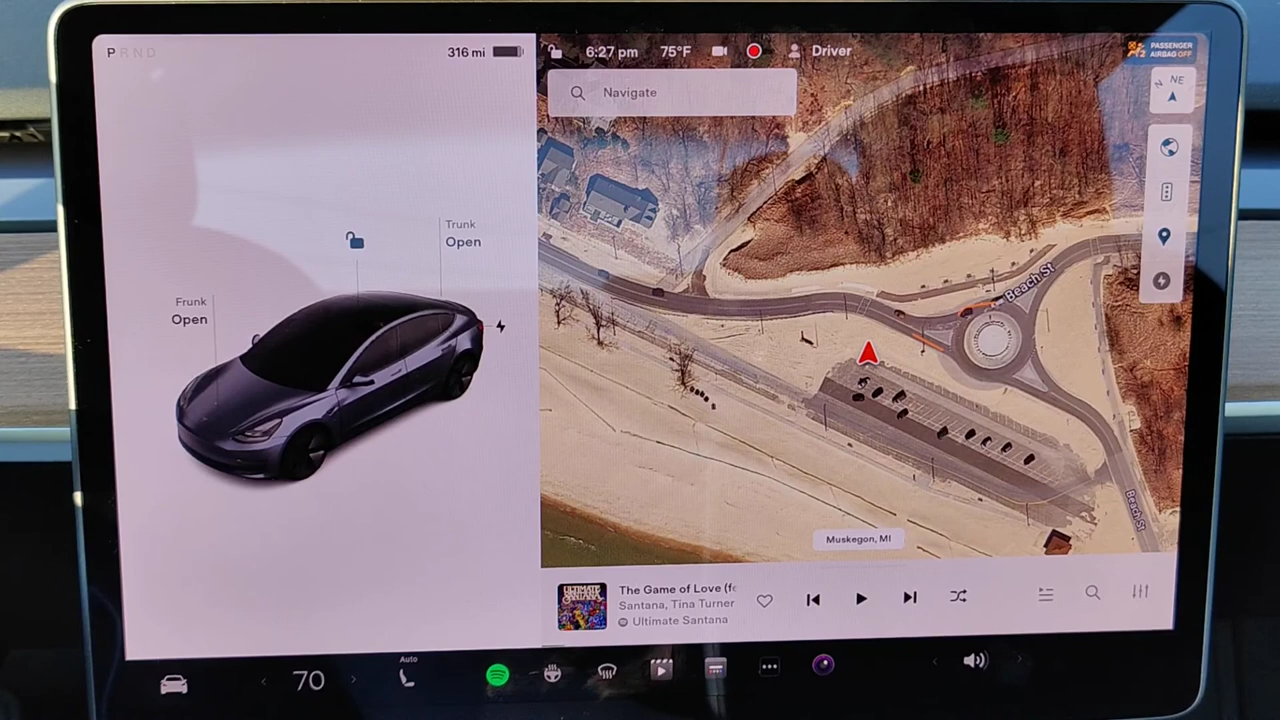 PRND
316 mi
6:27 pm
75°F
Driver
PASSENGER
AIRBAG OFF
Navigate
NE
Trunk
Open
Frunk
Open
Beach St
Beach St
Muskegon, MI
ULTIMATE
SANTANA
The Game of Love (f
Santana, Tina Turner
Ultimate Santana
Auto
70